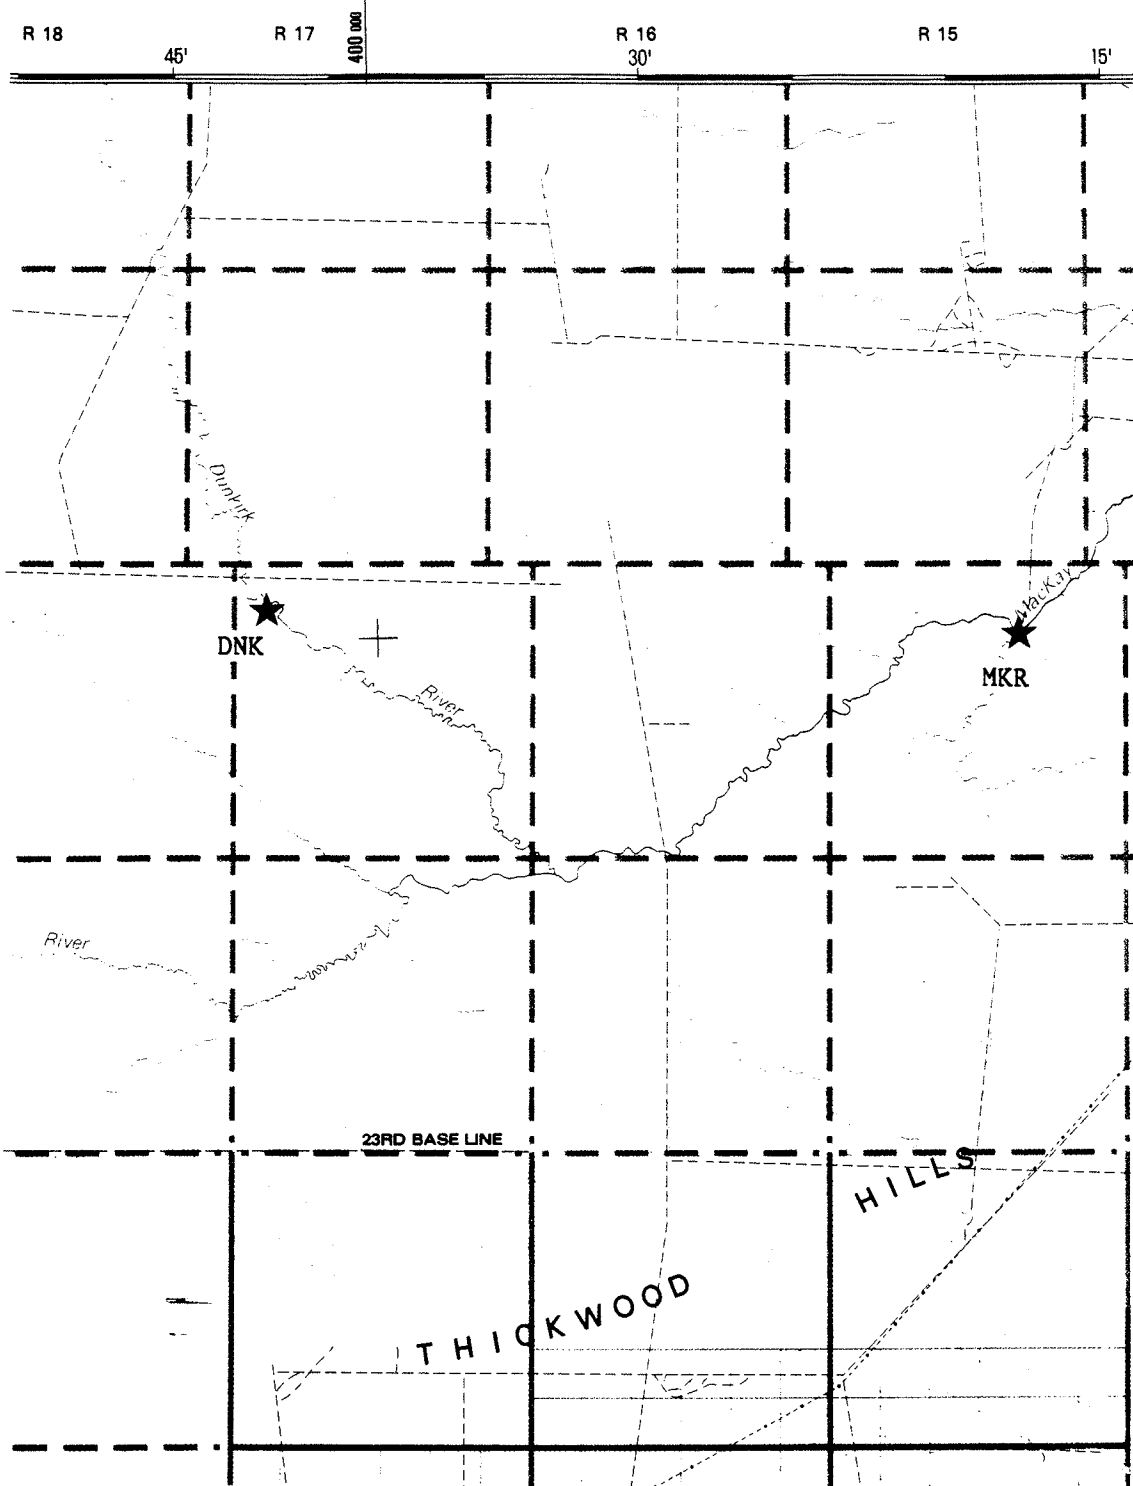 R 18 R 17 400 000 R 16 R 15
45' 30' 15'
Dunkirk
MacKay
DNK
MKR
River
River
23RD BASE LINE
HILLS
THICKWOOD